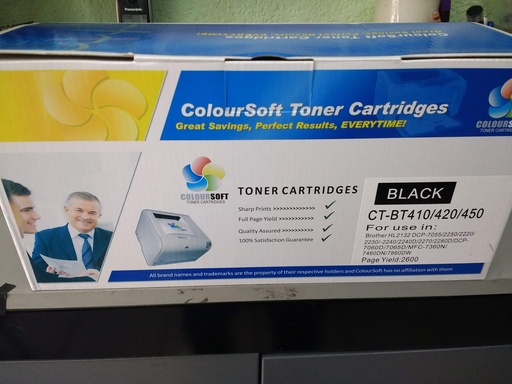 ColourSoft Toner Cartridges
ColourSoft Toner Cartridges
Great Savings, Perfect Results, EVERYTIME!
COLOURSOFT
TONER CARTRIDGES
TONER CARTRIDGES
Sharp Prints >>>>>>>>>>>>> ✓
Full Page Yield >>>>>>>>>>> ✓
Quality Assured >>>>>>>>>> ✓
100% Satisfaction Guarantee ✓
BLACK
CT-BT410/420/450
For use in:
Brother HL2132 DCP-7055/2250/2220/
2230/-2240/2240D/2270/2280D/DCP-
7060D/7065D/MFC-7360N/
7460DN/7860DW
Page Yield:2600
All brand names and trademarks are the property of their respective holders and ColourSoft has no affiliation with them